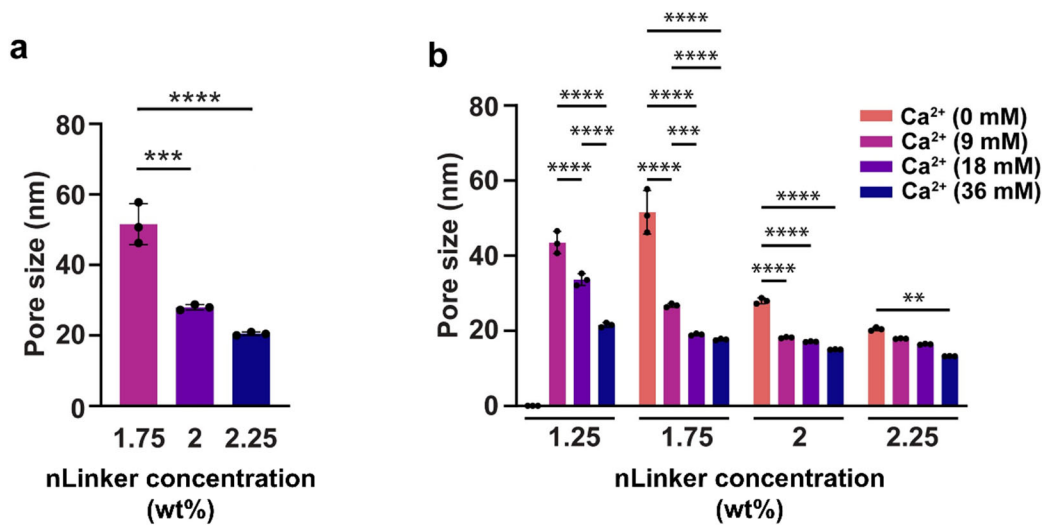 a
****
***
80
60
40
20
0
Pore size (nm)
1.75 2 2.25
nLinker concentration
(wt%)
b
****
****
**** ****
**** ***
**** ****
****
****
****
**
Ca²⁺ (0 mM)
Ca²⁺ (9 mM)
Ca²⁺ (18 mM)
Ca²⁺ (36 mM)
80
60
40
20
0
Pore size (nm)
1.25 1.75 2 2.25
nLinker concentration
(wt%)